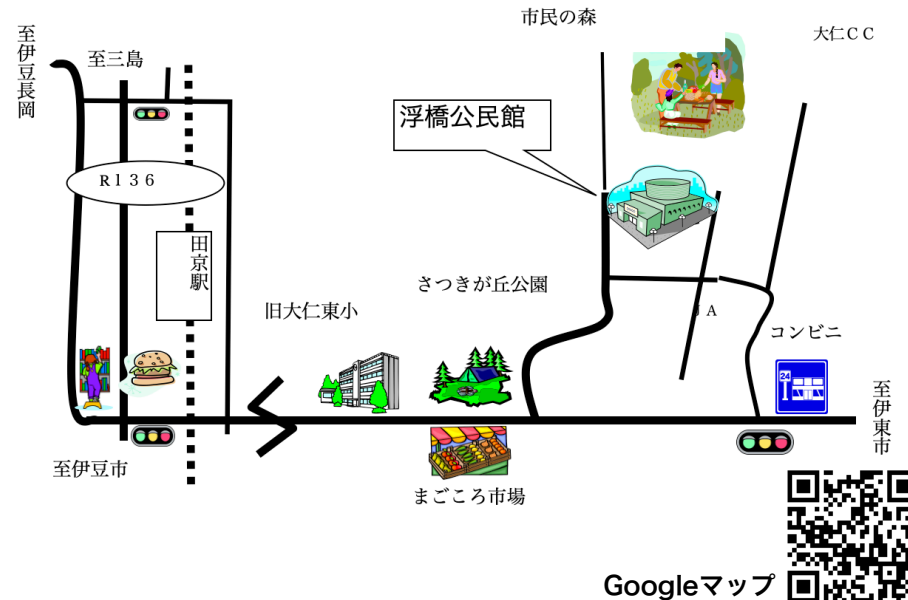 市民の森
大仁ＣＣ
至伊豆長岡
至三島
浮橋公民館
Ｒ１３６
田京駅
さつきが丘公園
旧大仁東小
Ａ
コンビニ
24
至伊東市
至伊豆市
まごころ市場
Googleマップ